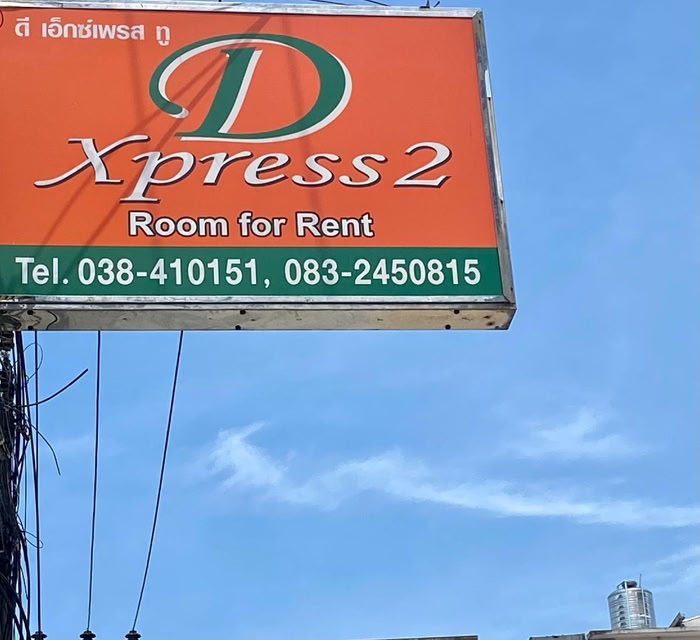 ดี เอ็กซ์เพรส ทู
D
Xpress 2
Room for Rent
Tel. 038-410151, 083-2450815